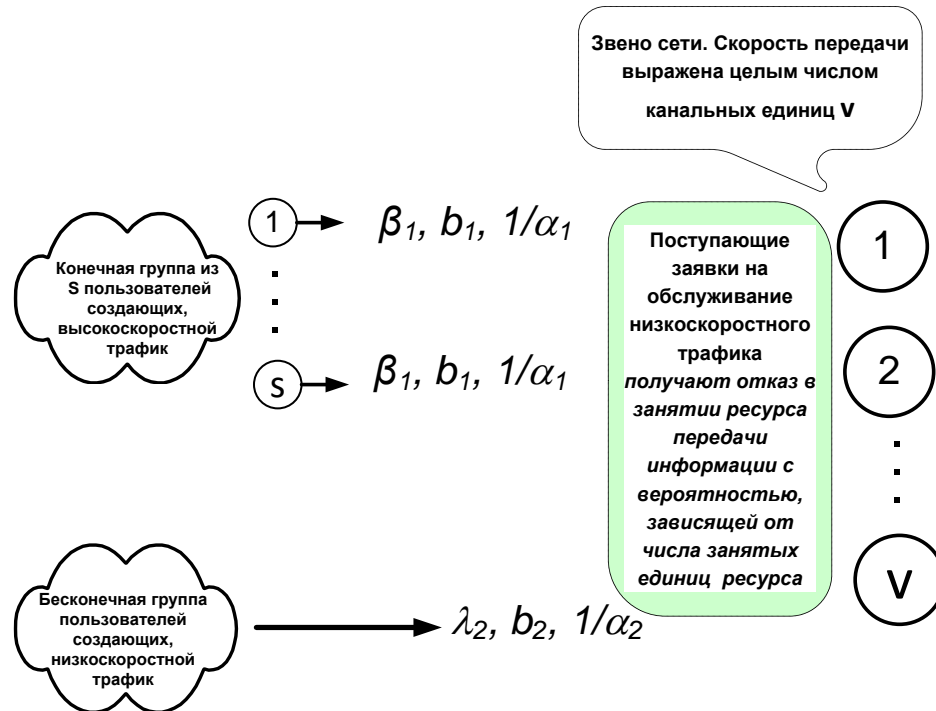 Звено сети. Скорость передачи
выражена целым числом
канальных единиц v
Конечная группа из
S пользователей
создающих,
высокоскоростной
трафик
1
β₁, b₁, 1/α₁
s
β₁, b₁, 1/α₁
Поступающие
заявки на
обслуживание
низкоскоростного
трафика
получают отказ в
занятии ресурса
передачи
информации с
вероятностью,
зависящей от
числа занятых
единиц ресурса
1
2
v
Бесконечная группа
пользователей
создающих,
низкоскоростной
трафик
λ₂, b₂, 1/α₂